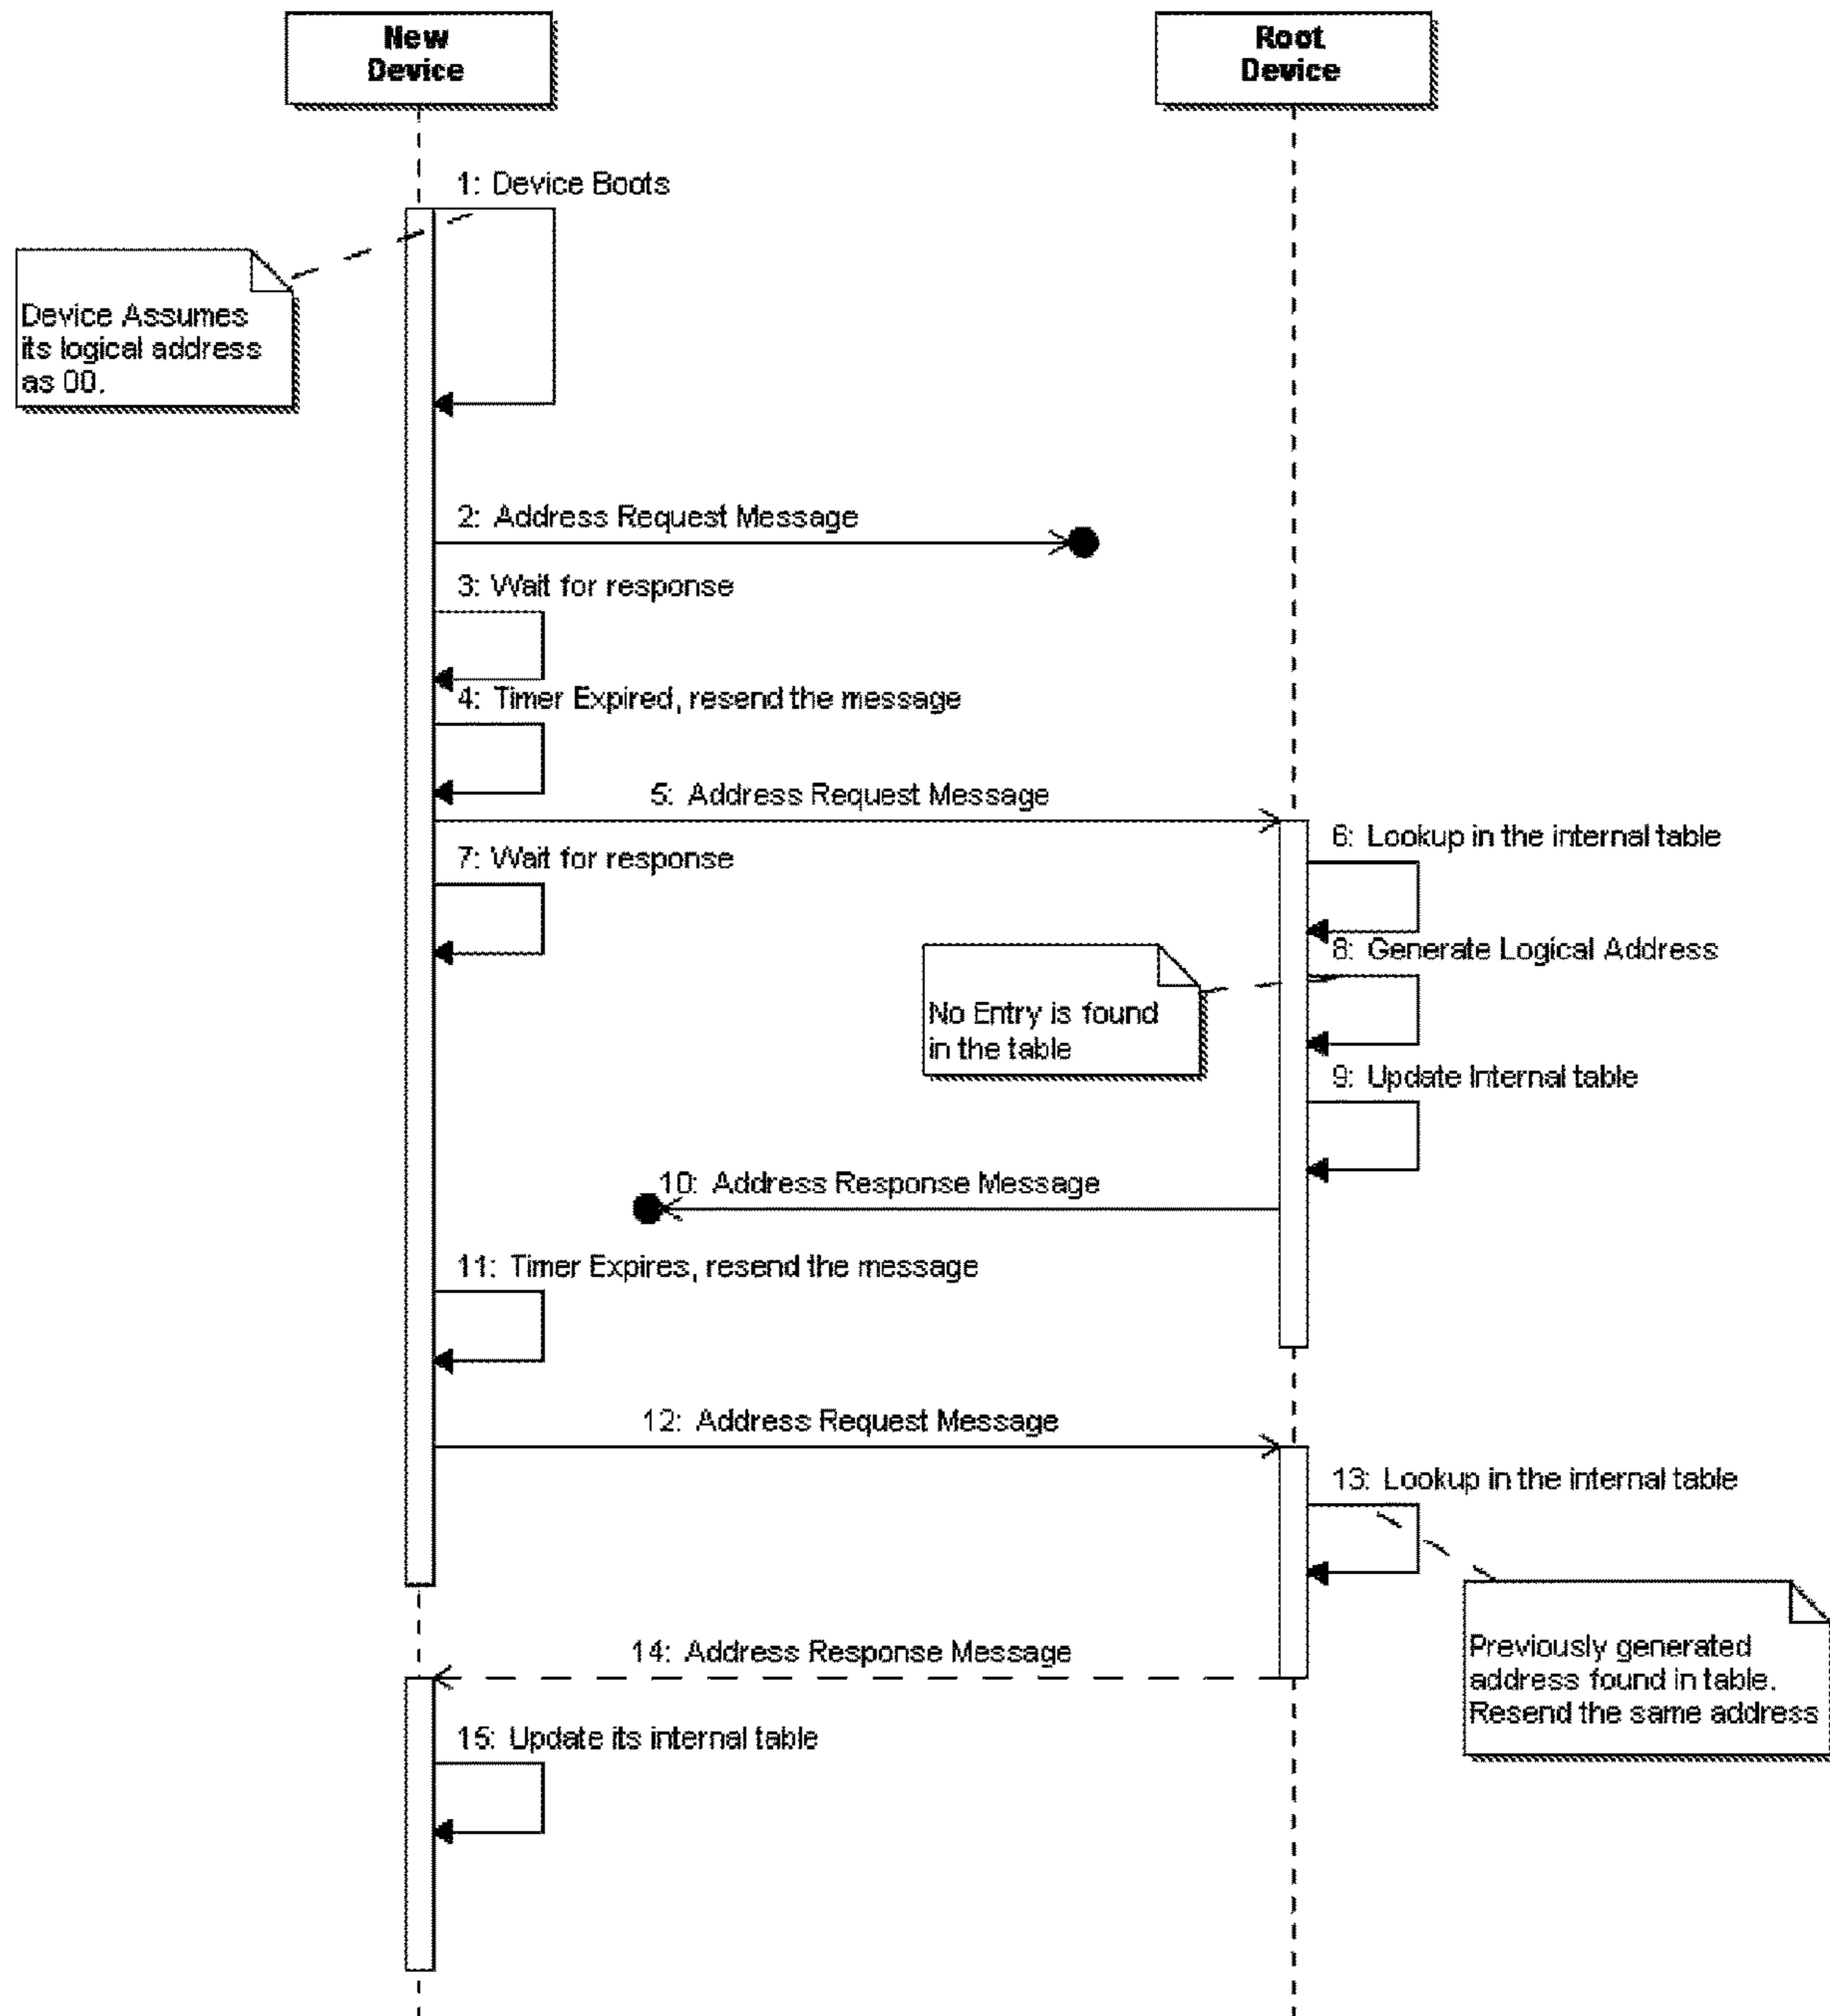 New
Device
Root
Device
1: Device Boots
Device Assumes
its logical address
as 00.
2: Address Request Message
3: Wait for response
4: Timer Expired, resend the message
5: Address Request Message
6: Lookup in the internal table
7: Wait for response
8: Generate Logical Address
No Entry is found
in the table
9: Update Internal table
10: Address Response Message
11: Timer Expires, resend the message
12: Address Request Message
13: Lookup in the internal table
Previously generated
address found in table.
Resend the same address
14: Address Response Message
15: Update its internal table